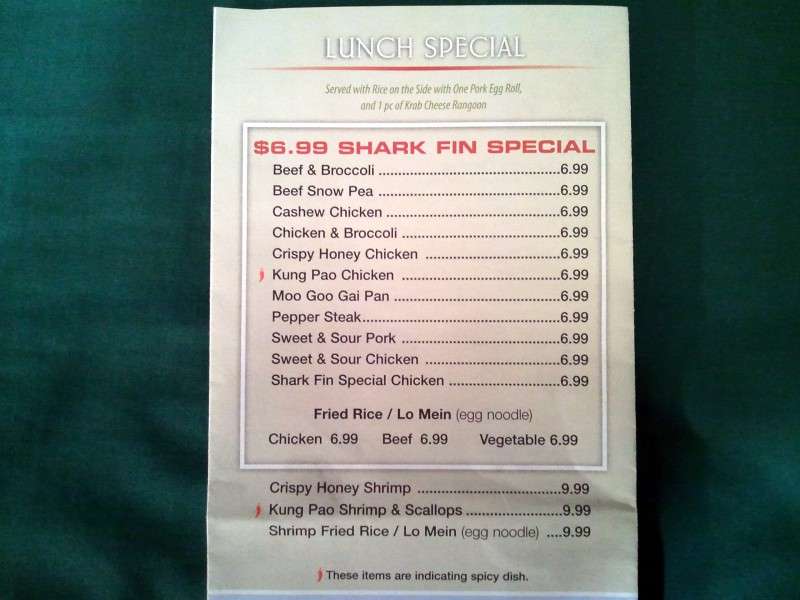 LUNCH SPECIAL
Served with Rice on the Side with One Pork Egg Roll,
and 1 pc of Krab Cheese Rangoon
$6.99 SHARK FIN SPECIAL
Beef & Broccoli ..............................................6.99
Beef Snow Pea ..............................................6.99
Cashew Chicken ............................................6.99
Chicken & Broccoli ........................................6.99
Crispy Honey Chicken ..................................6.99
Kung Pao Chicken ........................................6.99
Moo Goo Gai Pan ..........................................6.99
Pepper Steak..................................................6.99
Sweet & Sour Pork ........................................6.99
Sweet & Sour Chicken ..................................6.99
Shark Fin Special Chicken ............................6.99
Fried Rice / Lo Mein (egg noodle)
Chicken 6.99 Beef 6.99 Vegetable 6.99
Crispy Honey Shrimp ....................................9.99
Kung Pao Shrimp & Scallops ........................9.99
Shrimp Fried Rice / Lo Mein (egg noodle) ....9.99
These items are indicating spicy dish.